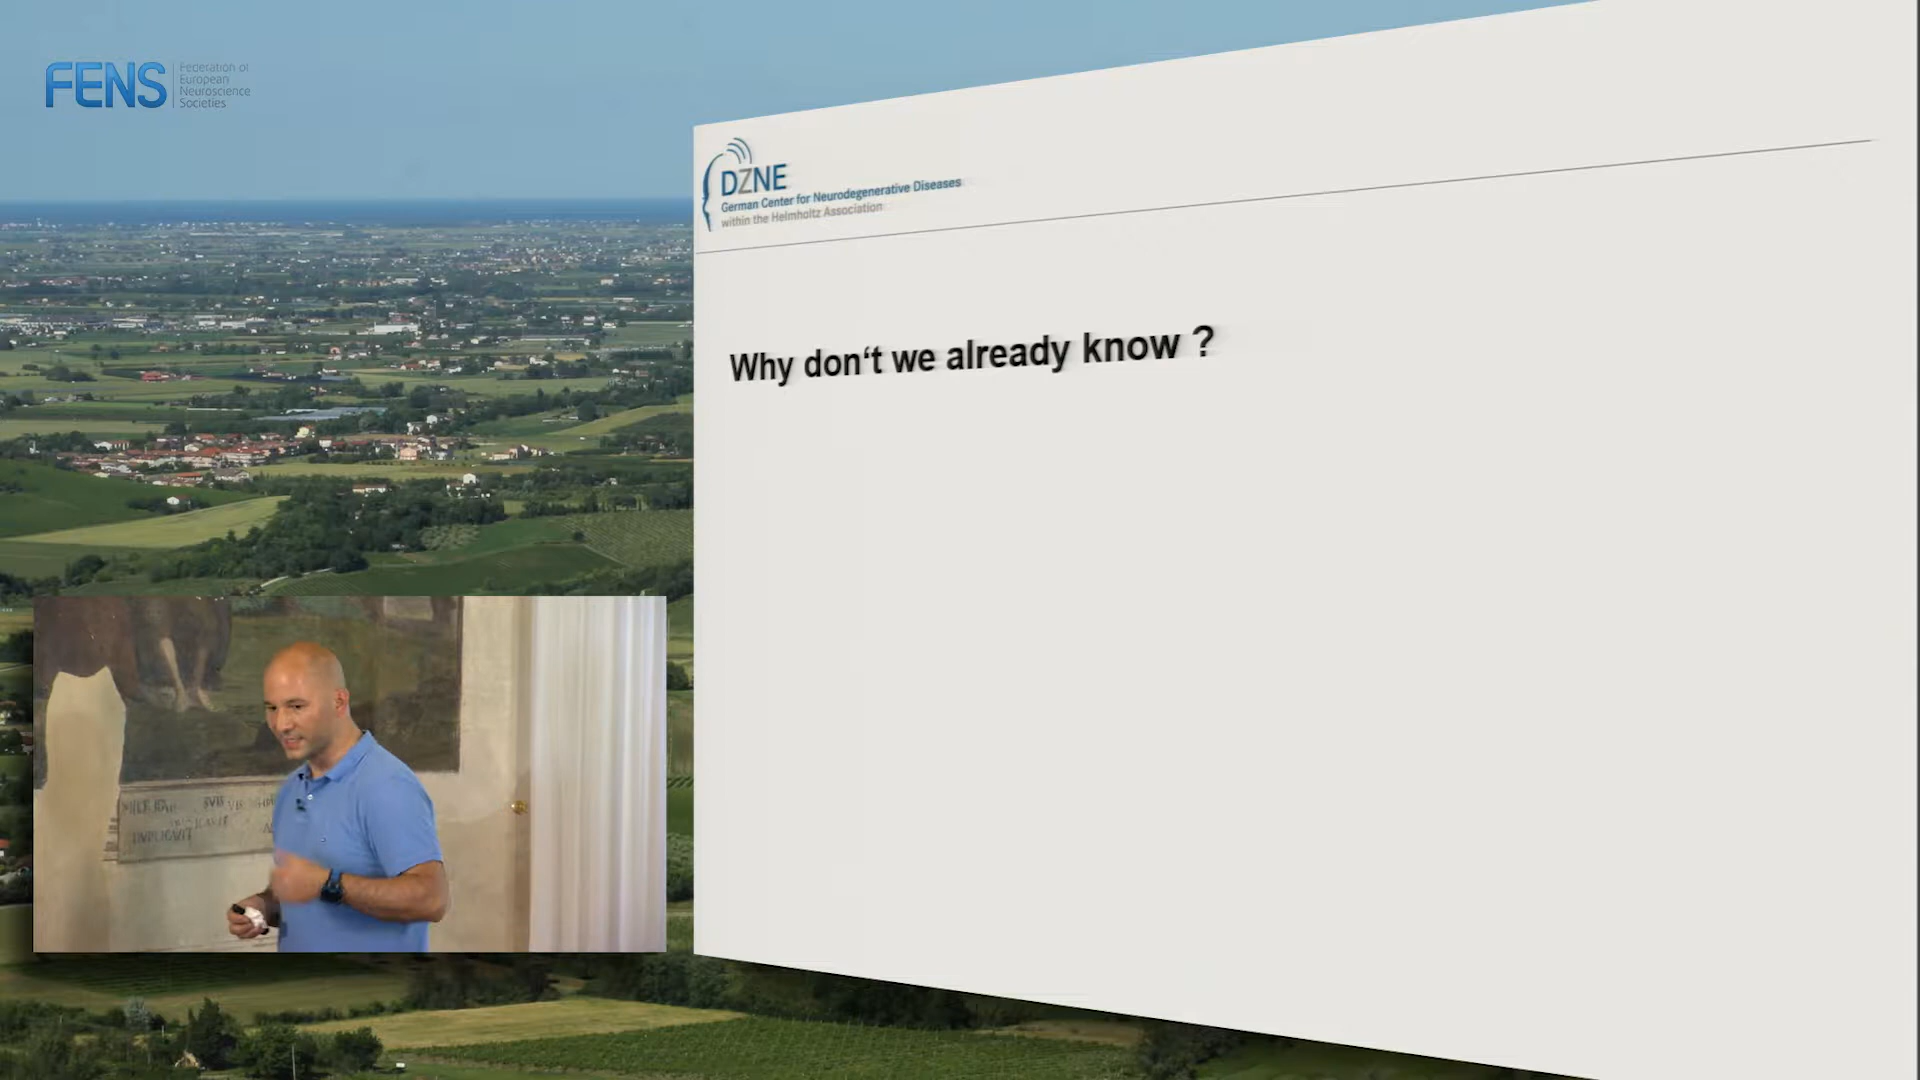 FENS
Federation of
European
Neuroscience
Societies
DZNE
German Center for Neurodegenerative Diseases
within the Helmholtz Association
Why don‘t we already know ?